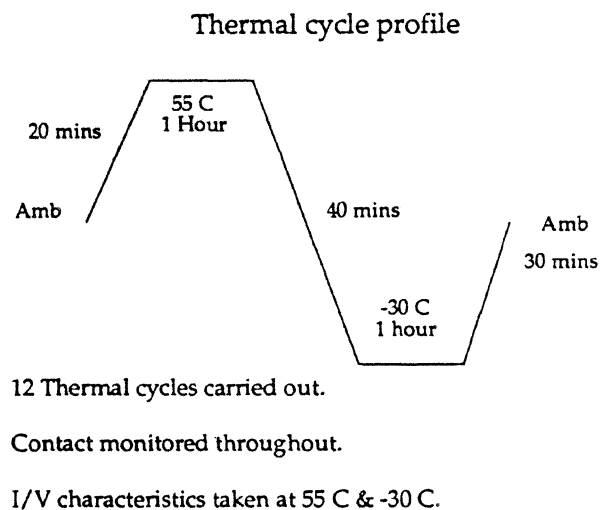 Thermal cycle profile
55 C
1 Hour
20 mins
Amb
40 mins
Amb
30 mins
-30 C
1 hour
12 Thermal cycles carried out.
Contact monitored throughout.
I/V characteristics taken at 55 C & -30 C.